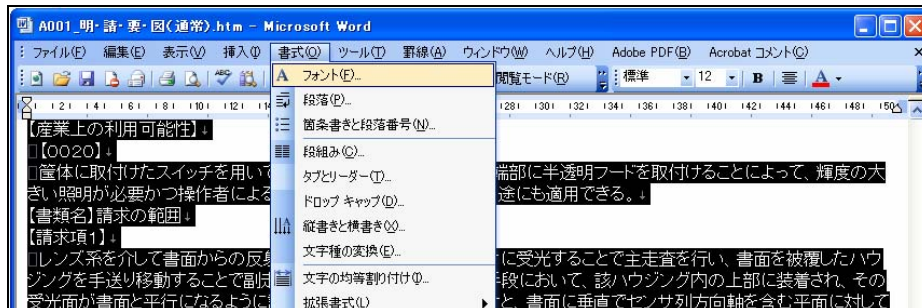 A001_明・請・要・図(通常).htm - Microsoft Word
ファイル(F) 編集(E) 表示(V) 挿入(I) 書式(O) ツール(T) 罫線(A) ウィンドウ(W) ヘルプ(H) Adobe PDF(B) Acrobat コメント(C)
閲覧モード(R) 標準 12 B A
フォント(F)...
段落(P)...
箇条書きと段落番号(N)...
段組み(C)...
タブとリーダー(T)...
ドロップ キャップ(D)...
縦書きと横書き(X)...
文字種の変換(E)...
文字の均等割り付け(I)...
拡張書式(L)
【産業上の利用可能性】
【0020】
筐体に取付けたスイッチを用いて 端部に半透明フードを取付けることによって、輝度の大
きい照明が必要かつ操作者による 途にも適用できる。
【書類名】請求の範囲
【請求項1】
レンズ系を介して書面からの反 に受光することで主走査を行い、書面を被覆したハウ
ジングを手送り移動することで副 段において、該ハウジング内の上部に装着され、その
受光面が書面と平行になるように と、書面に垂直でセンサ列方向軸を含む平面に対して